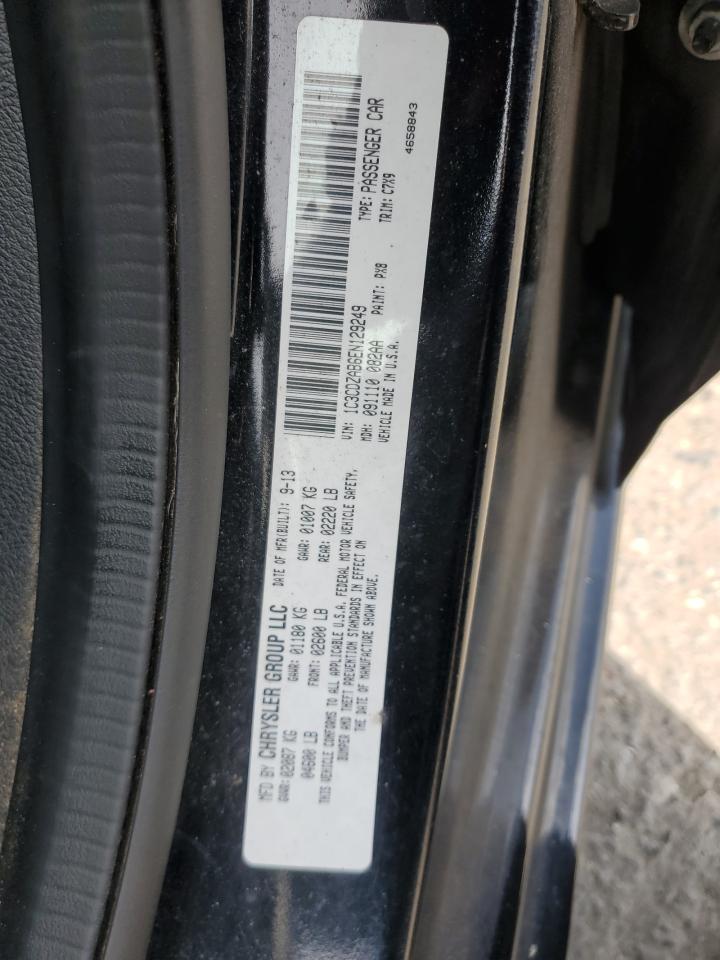 MFD BY CHRYSLER GROUP LLC DATE OF MFR(BUILT): 9-13
GVWR: 02087 KG GAWR: 01180 KG GAWR: 01007 KG
04600 LB FRONT: 02600 LB REAR: 02220 LB
THIS VEHICLE CONFORMS TO ALL APPLICABLE U.S.A. FEDERAL MOTOR VEHICLE SAFETY,
BUMPER AND THEFT PREVENTION STANDARDS IN EFFECT ON
THE DATE OF MANUFACTURE SHOWN ABOVE.
VIN: 1C3CDZAB6EN129249 TYPE: PASSENGER CAR
MDH: 091110 082AA PAINT: PX8 TRIM: C7X9
VEHICLE MADE IN U.S.A.
4658843